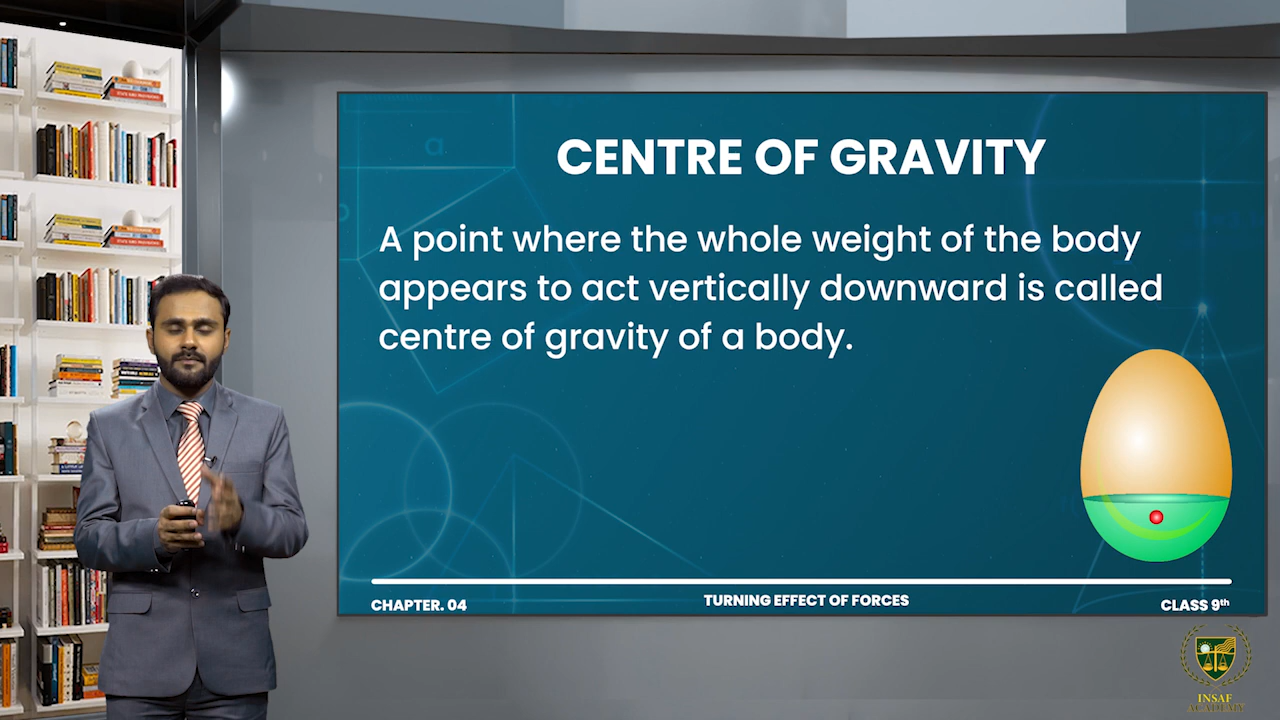 CENTRE OF GRAVITY
A point where the whole weight of the body
appears to act vertically downward is called
centre of gravity of a body.
CHAPTER. 04
TURNING EFFECT OF FORCES
CLASS 9th
INSAF
ACADEMY